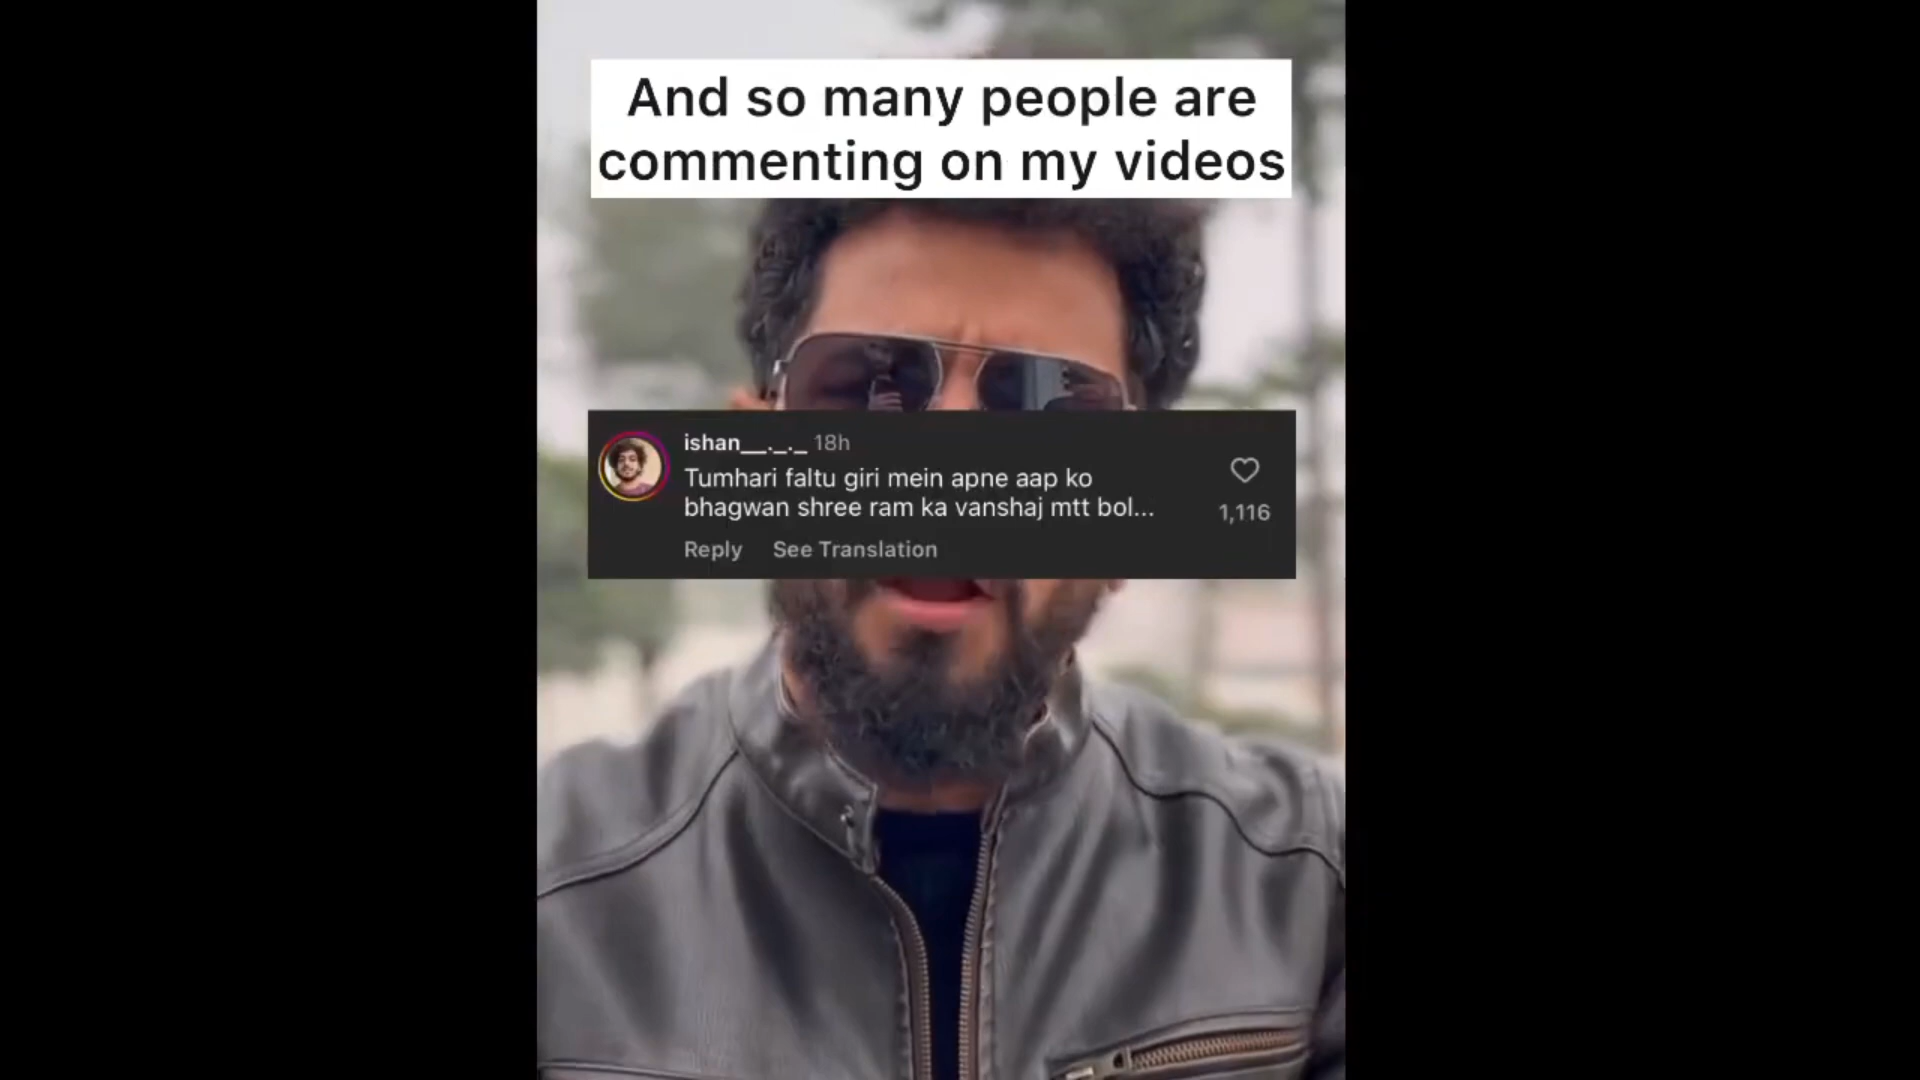 And so many people are
commenting on my videos
ishan__._._ 18h
Tumhari faltu giri mein apne aap ko
bhagwan shree ram ka vanshaj mtt bol...
1,116
Reply See Translation